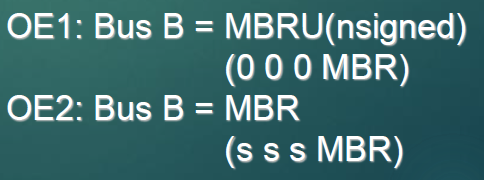 OE1: Bus B = MBRU(nsigned)
(0 0 0 MBR)
OE2: Bus B = MBR
(s s s MBR)